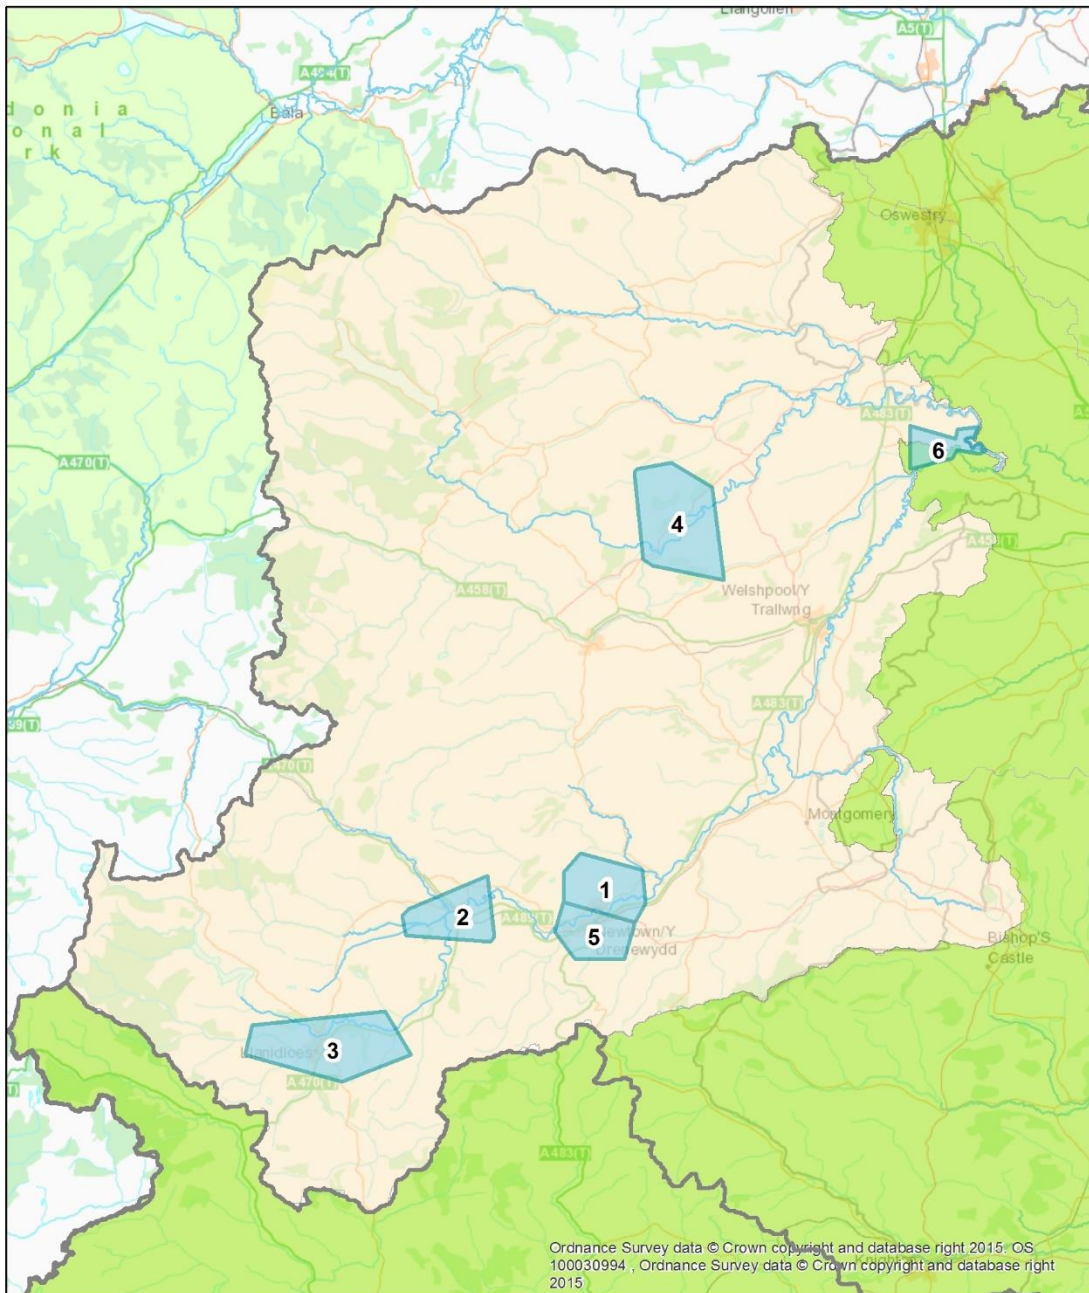 Llangollen
A5(T)
A494(T)
Bala
d o n i a
o n a l
r k
Oswestry
A483(T)
6
A470(T)
4
A458(T)
A458(T)
Welshpool/Y
Trallwng
A483(T)
A470(T)
Montgomery
1
2
A489(T)
Newtown/Y
Drenewydd
5
Bishop'S
Castle
Llanidloes
3
A470(T)
A483(T)
Knighton
Ordnance Survey data © Crown copyright and database right 2015. OS
100030994 , Ordnance Survey data © Crown copyright and database right
2015